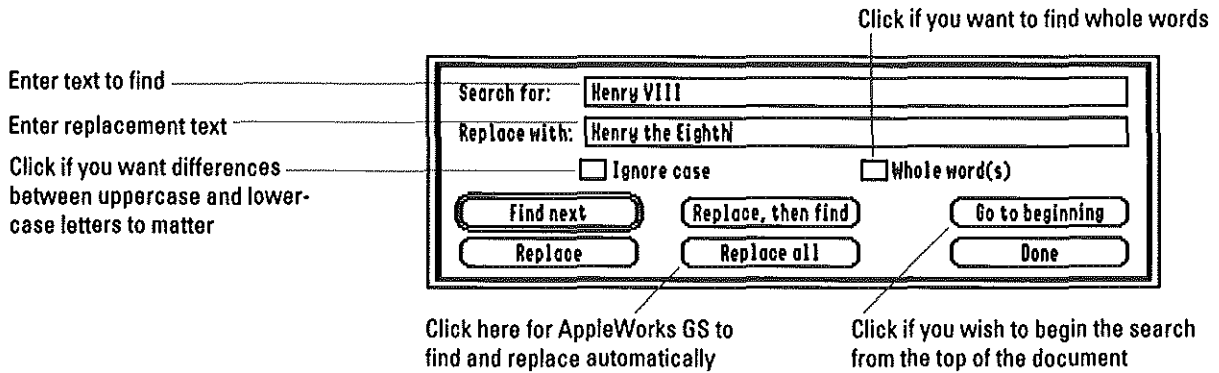 Click if you want to find whole words
Enter text to find
Search for: Henry VIII
Enter replacement text
Replace with: Henry the Eighth
Click if you want differences
between uppercase and lower-
case letters to matter
Ignore case
Whole word(s)
Find next
Replace, then find
Go to beginning
Replace
Replace all
Done
Click here for AppleWorks GS to
find and replace automatically
Click if you wish to begin the search
from the top of the document